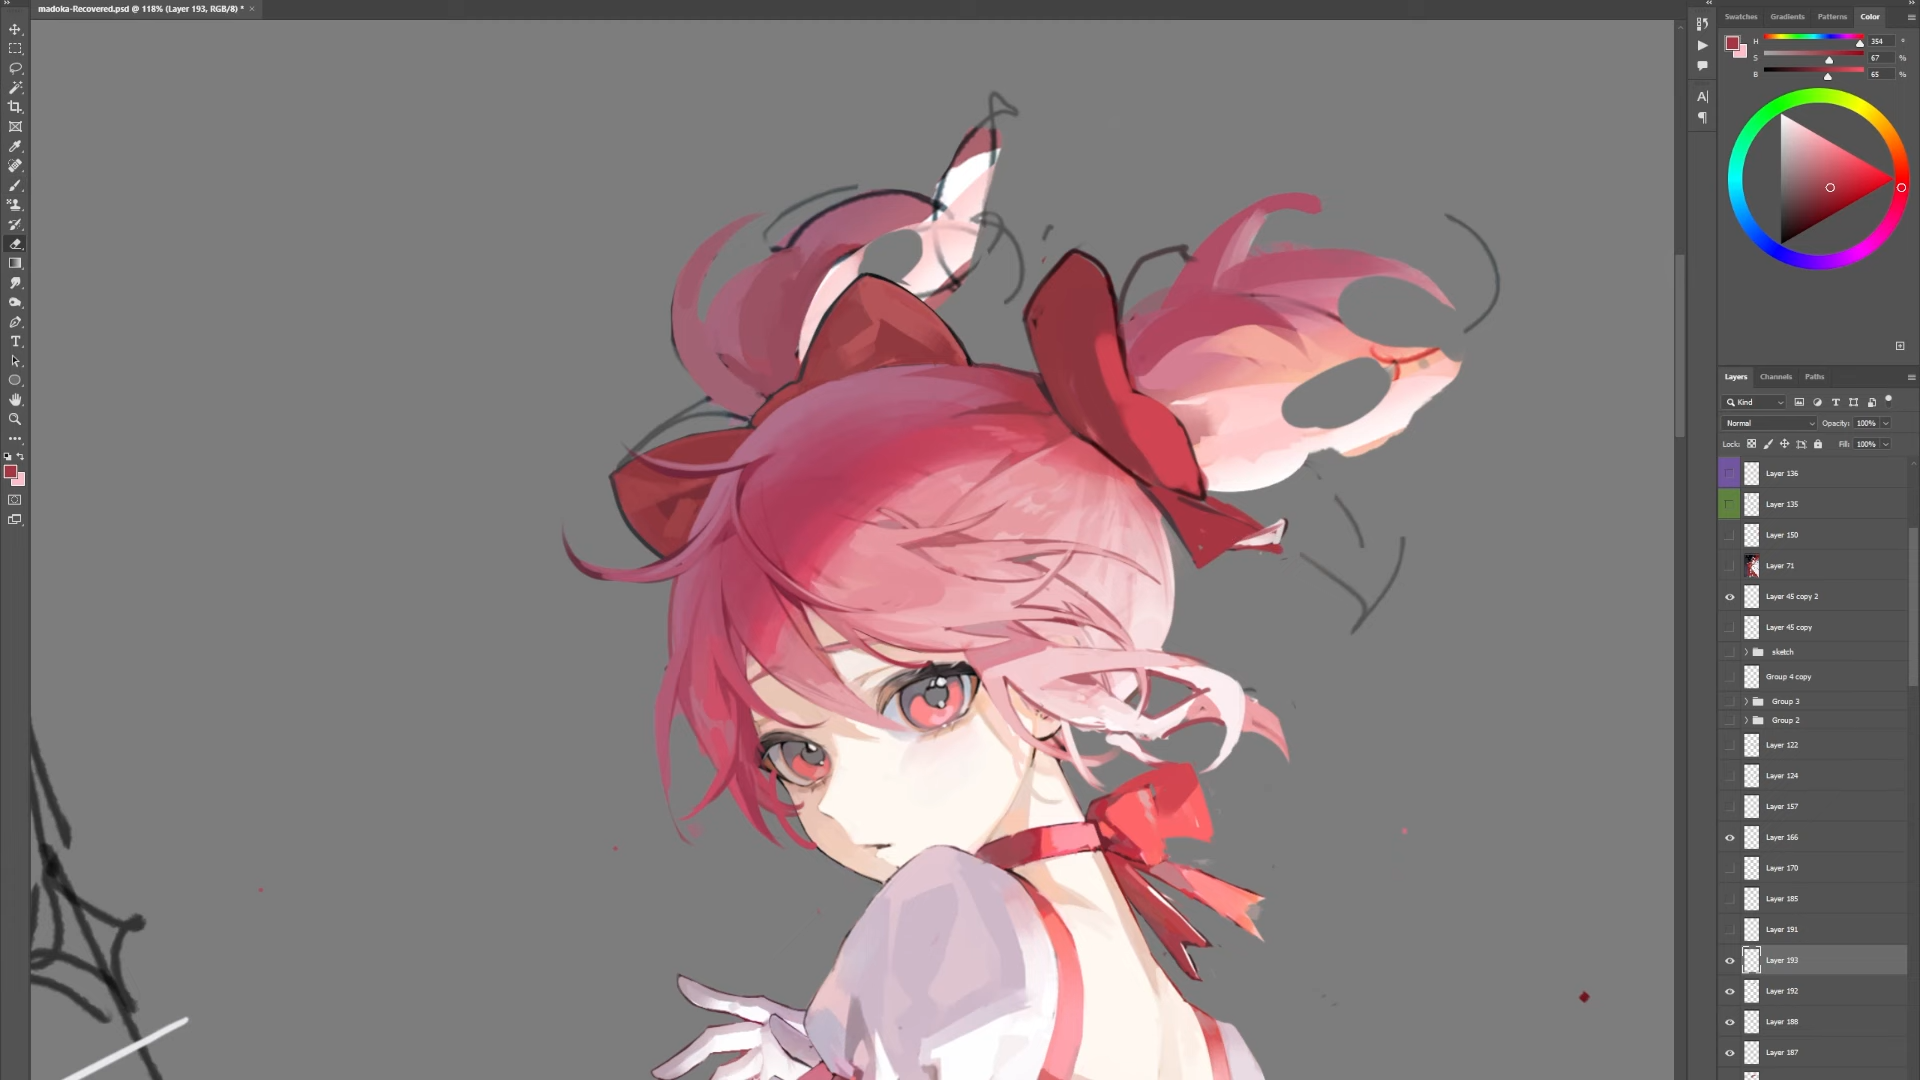 madoka-Recovered.psd @ 118% (Layer 193, RGB/8) * ×
Swatches Gradients Patterns Color
H 354 °
S 67 %
B 65 %
A|
T
Layers Channels Paths
Kind T
Normal Opacity: 100%
Lock: Fill: 100%
Layer 136
Layer 135
Layer 150
Layer 71
Layer 45 copy 2
Layer 45 copy
sketch
Group 4 copy
Group 3
Group 2
Layer 122
Layer 124
Layer 157
Layer 166
Layer 170
Layer 185
Layer 191
Layer 193
Layer 192
Layer 188
Layer 187